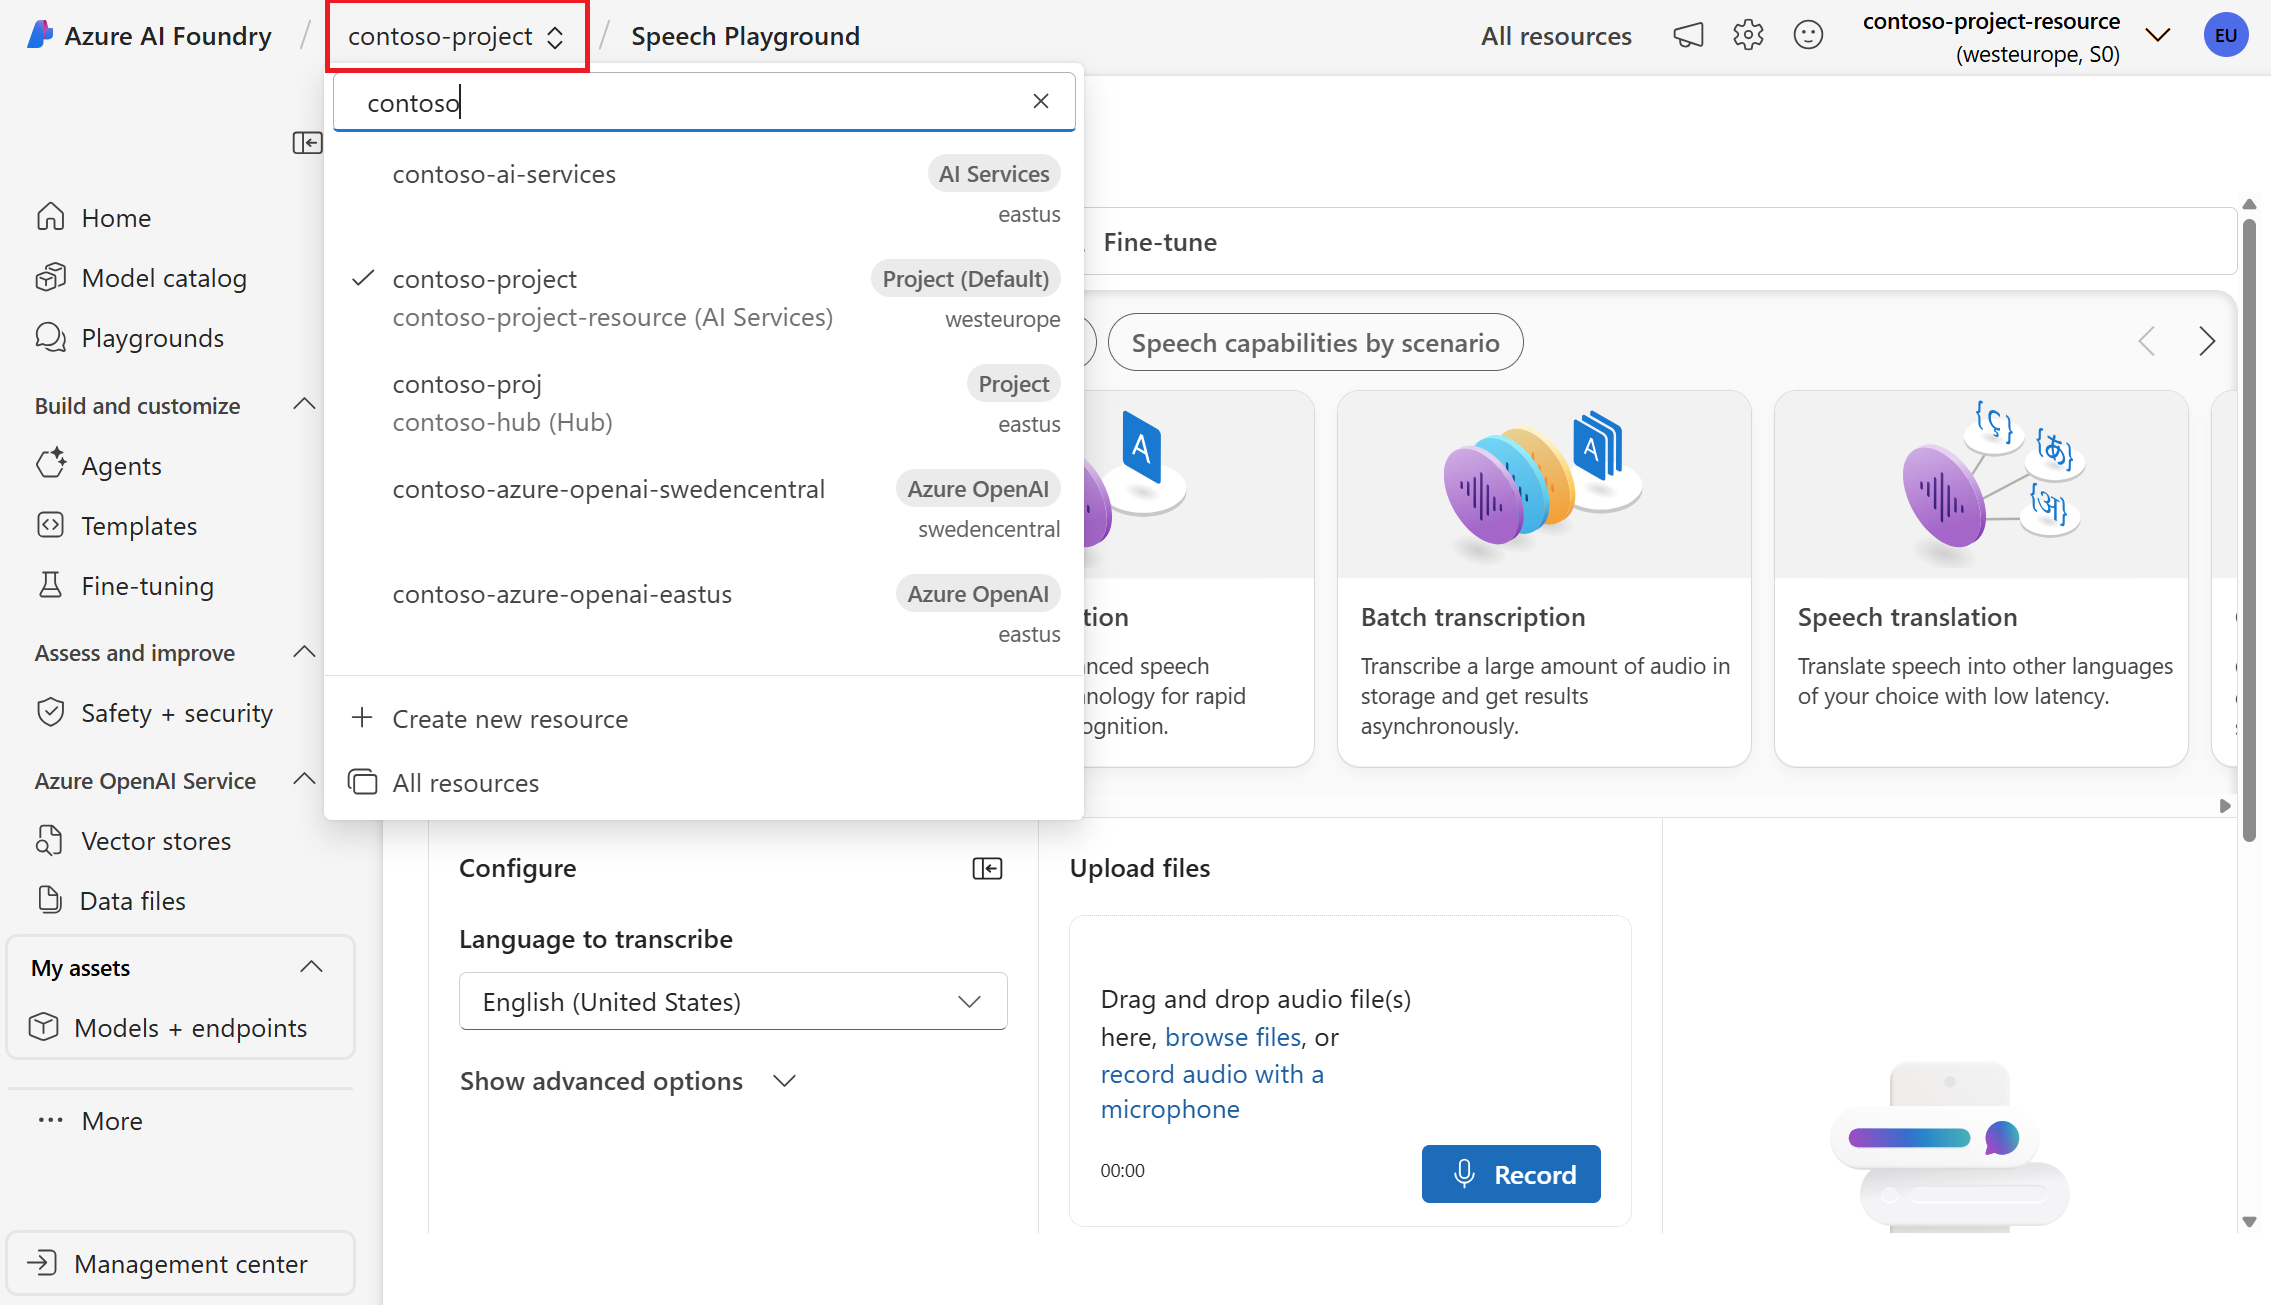 Azure AI Foundry / contoso-project / Speech Playground
All resources
contoso-project-resource
(westeurope, S0)
EU
contoso
contoso-ai-services AI Services
eastus
contoso-project Project (Default)
contoso-project-resource (AI Services) westeurope
contoso-proj Project
contoso-hub (Hub) eastus
contoso-azure-openai-swedencentral Azure OpenAI
swedencentral
contoso-azure-openai-eastus Azure OpenAI
eastus
Create new resource
All resources
Home
Model catalog
Playgrounds
Build and customize
Agents
Templates
Fine-tuning
Assess and improve
Safety + security
Azure OpenAI Service
Vector stores
Data files
My assets
Models + endpoints
More
Management center
Fine-tune
Speech capabilities by scenario
A
tion
nced speech
nology for rapid
ognition.
A
Batch transcription
Transcribe a large amount of audio in
storage and get results
asynchronously.
{ç}
{あ}
{अ}
Speech translation
Translate speech into other languages
of your choice with low latency.
Configure
Language to transcribe
English (United States)
Show advanced options
Upload files
Drag and drop audio file(s)
here, browse files, or
record audio with a
microphone
00:00
Record